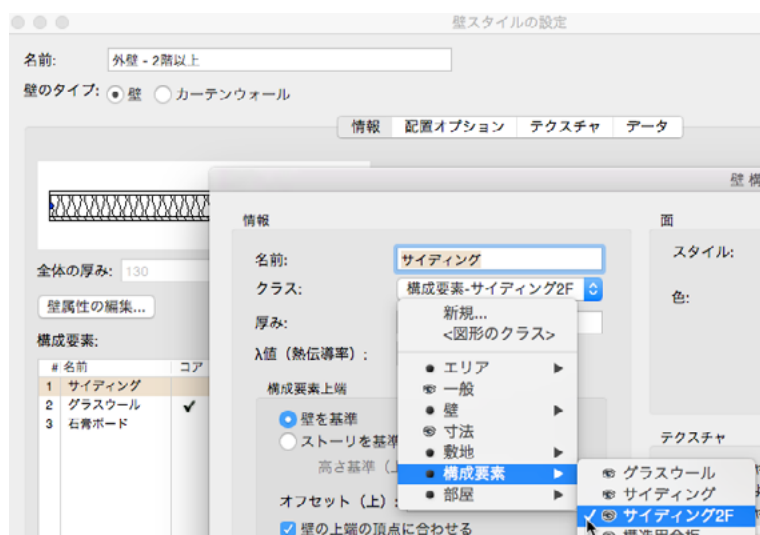 壁スタイルの設定
名前: 外壁 - 2階以上
壁のタイプ: 壁 カーテンウォール
情報 配置オプション テクスチャ データ
全体の厚み: 130
壁属性の編集...
構成要素:
# 名前 コア
1 サイディング
2 グラスウール ✔
3 石膏ボード
壁 構
情報
名前: サイディング
クラス: 構成要素-サイディング2F
厚み:
λ値（熱伝導率）:
構成要素上端
壁を基準
ストーリを基準
高さ基準（上
オフセット（上）:
壁の上端の頂点に合わせる
新規...
<図形のクラス>
エリア
一般
壁
寸法
敷地
構成要素
部屋
面
スタイル:
色:
テクスチャ
グラスウール
サイディング
サイディング2F